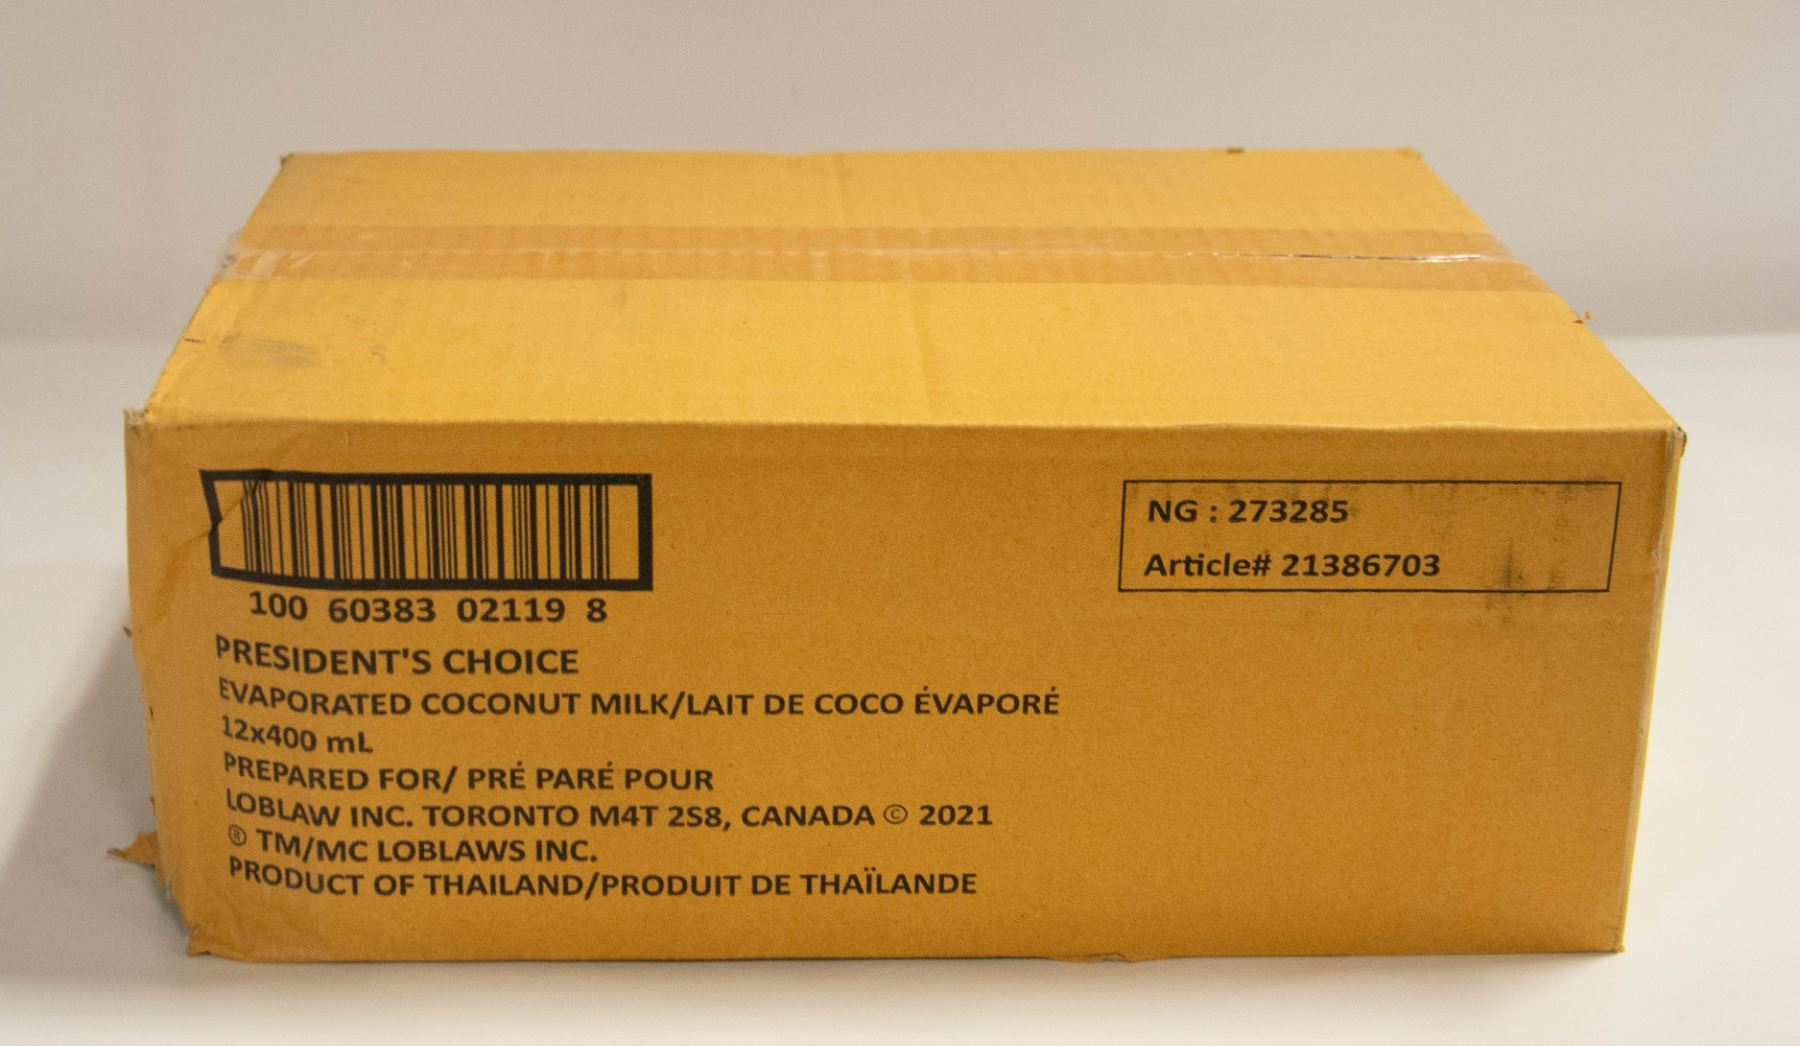 100 60383 02119 8
PRESIDENT'S CHOICE
EVAPORATED COCONUT MILK/LAIT DE COCO ÉVAPORÉ
12x400 mL
PREPARED FOR/ PRÉ PARÉ POUR
LOBLAW INC. TORONTO M4T 2S8, CANADA © 2021
® TM/MC LOBLAWS INC.
PRODUCT OF THAILAND/PRODUIT DE THAÏLANDE
NG : 273285
Article# 21386703